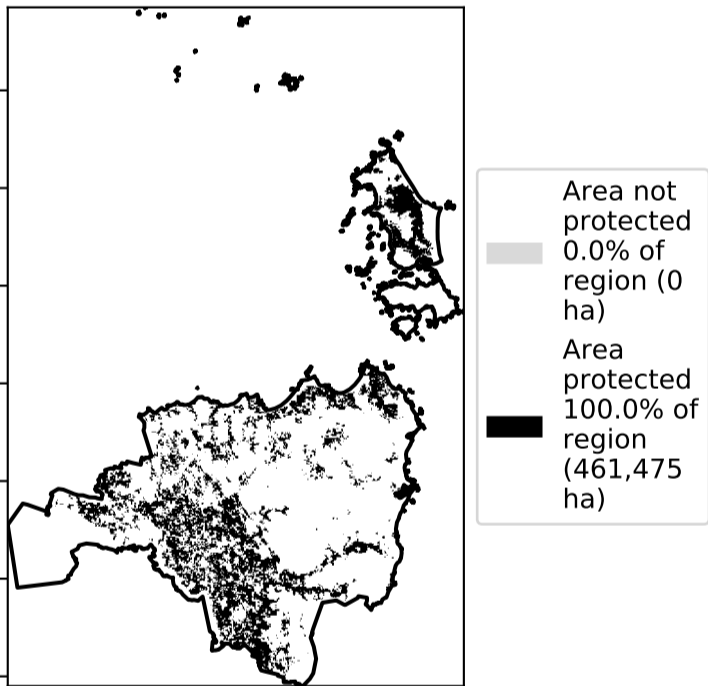 Area not
protected
0.0% of
region (0
ha)
Area
protected
100.0% of
region
(461,475
ha)